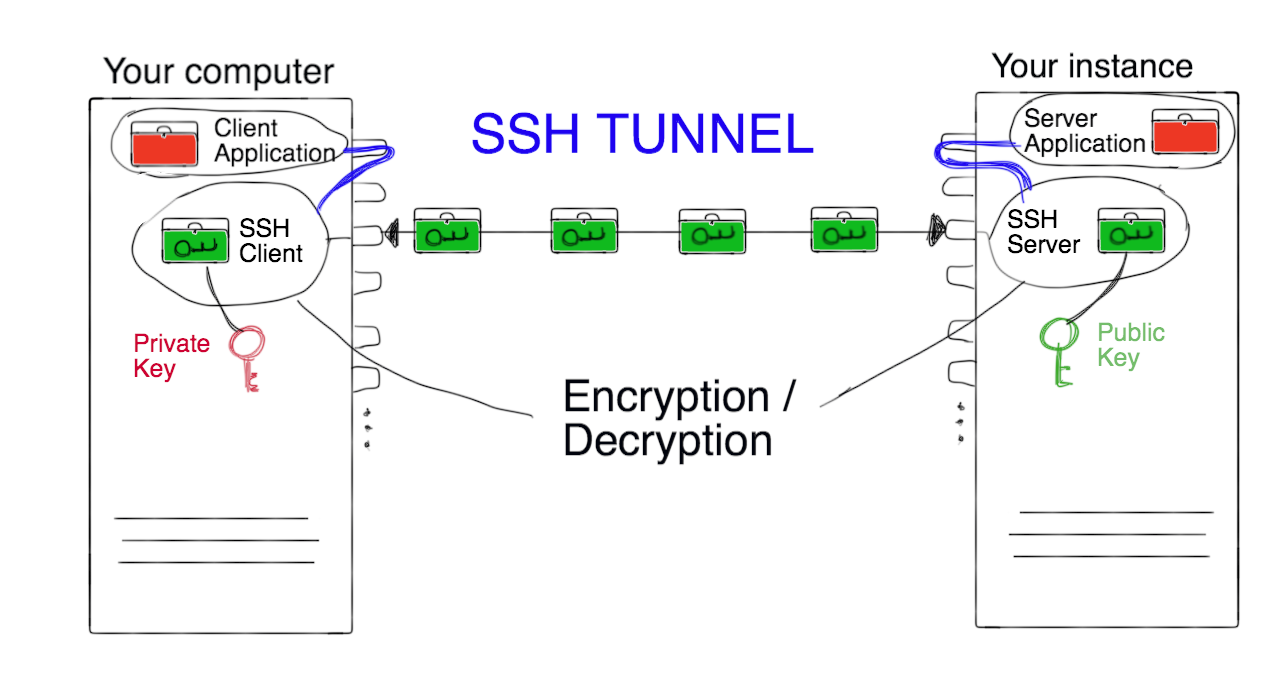 Your computer
Your instance
SSH TUNNEL
Client
Application
Server
Application
SSH
Client
SSH
Server
Private
Key
Public
Key
Encryption /
Decryption